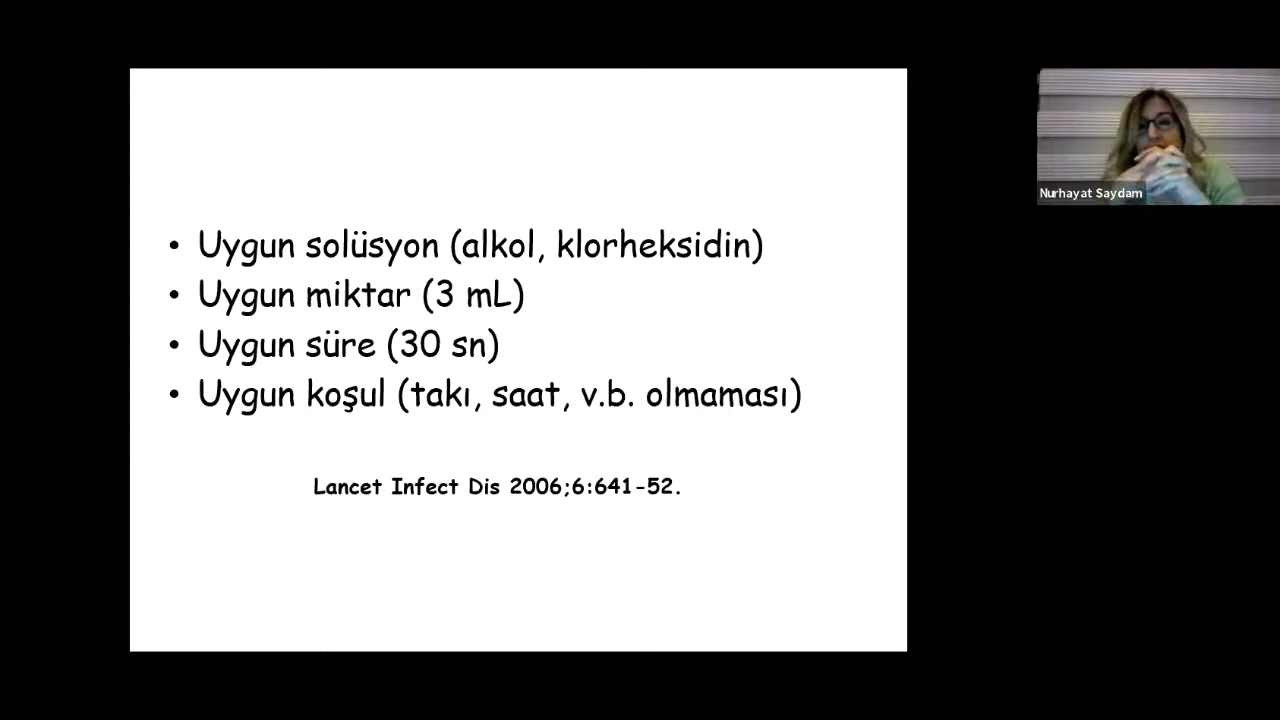 • Uygun solüsyon (alkol, klorheksidin)
• Uygun miktar (3 mL)
• Uygun süre (30 sn)
• Uygun koşul (takı, saat, v.b. olmaması)
Lancet Infect Dis 2006;6:641-52.
Nurhayat Saydam